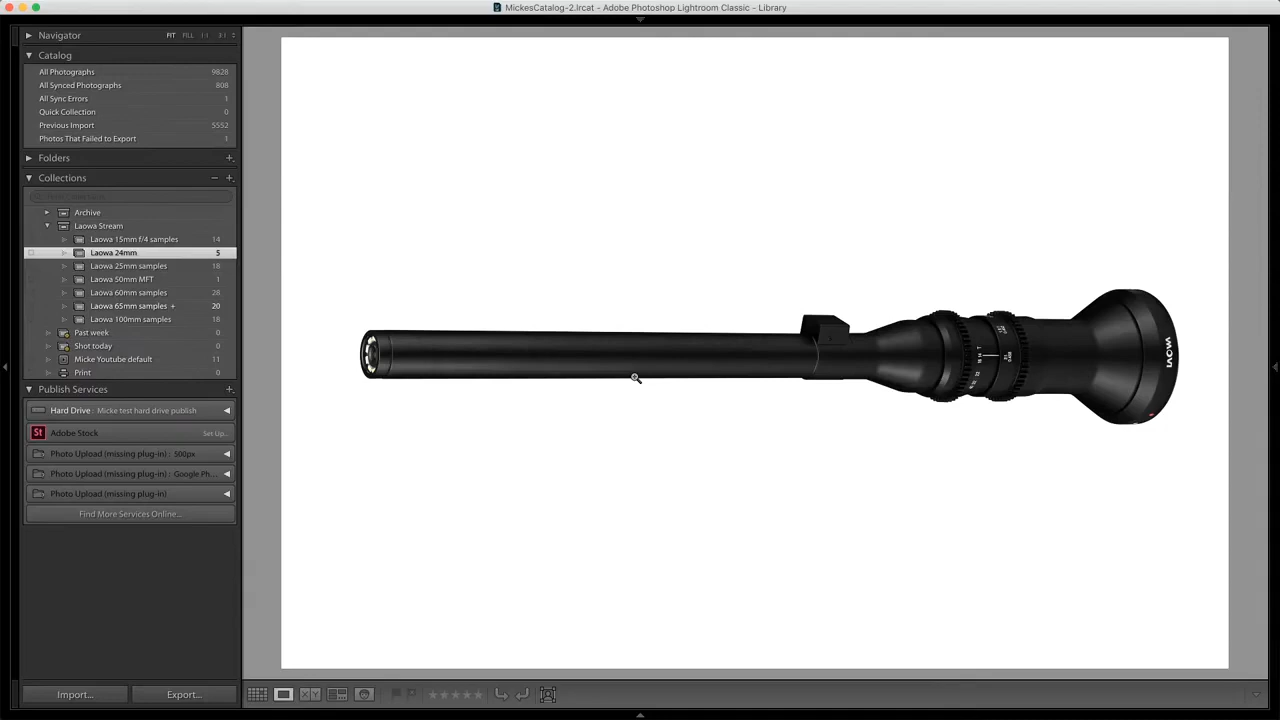 MickesCatalog-2.lrcat - Adobe Photoshop Lightroom Classic - Library
Navigator
FIT FILL 1:1 3:1
Catalog
All Photographs 9828
All Synced Photographs 808
All Sync Errors 1
Quick Collection 0
Previous Import 5552
Photos That Failed to Export 1
Folders
Collections
Archive
Laowa Stream
Laowa 15mm f/4 samples 14
Laowa 24mm 5
Laowa 25mm samples 18
Laowa 50mm MFT 1
Laowa 60mm samples 28
Laowa 65mm samples + 20
Laowa 100mm samples 18
Past week 0
Shot today 0
Micke Youtube default 11
Print 0
Publish Services
Hard Drive : Micke test hard drive publish
St Adobe Stock Set Up...
Photo Upload (missing plug-in) : 500px
Photo Upload (missing plug-in) : Google Ph...
Photo Upload (missing plug-in)
Find More Services Online...
LAOWA
Import... Export...
XY